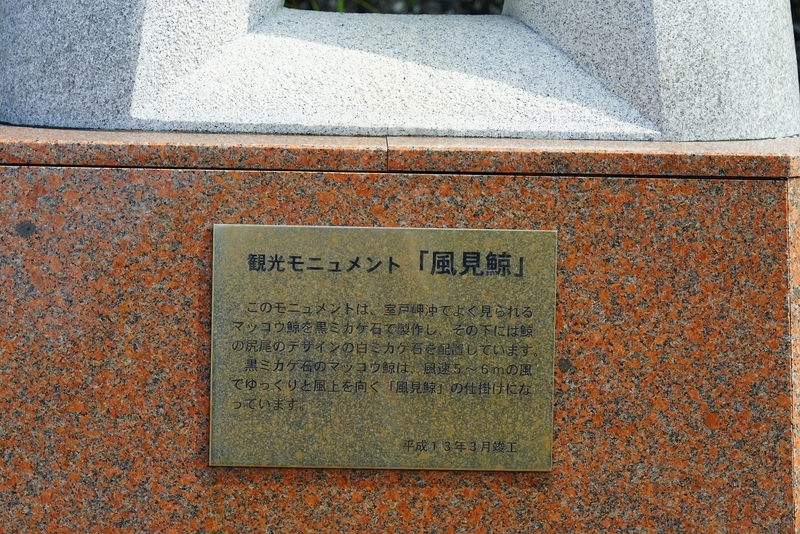 観光モニュメント「風見鯨」
このモニュメントは、室戸岬沖でよく見られる
マッコウ鯨を黒ミカゲ石で製作し、その下には鯨
の尻尾のデザインの白ミカゲ石を配置しています。
黒ミカゲ石のマッコウ鯨は、風速5~6mの風
でゆっくりと風上を向く「風見鯨」の仕掛けにな
っています。
平成13年3月竣工